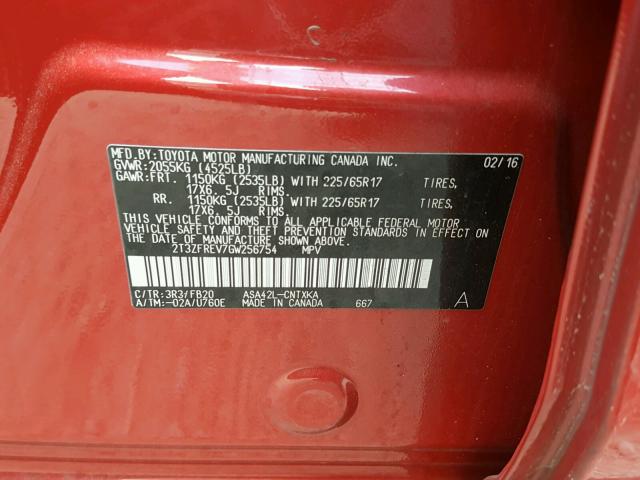 MFD.BY:TOYOTA MOTOR MANUFACTURING CANADA INC. 02/16
GVWR:2055KG (4525LB)
GAWR:FRT. 1150KG (2535LB) WITH 225/65R17 TIRES,
17X6. 5J RIMS.
RR. 1150KG (2535LB) WITH 225/65R17 TIRES,
17X6. 5J RIMS.
THIS VEHICLE CONFORMS TO ALL APPLICABLE FEDERAL MOTOR
VEHICLE SAFETY AND BUMPER STANDARDS IN EFFECT ON
THE DATE OF MANUFACTURE SHOWN ABOVE.
2T3ZFREV7GW256754 MPV
C/TR:3R3/FB20 ASA42L-CNTXKA
A/TM:-02A/U760E MADE IN CANADA 667 A